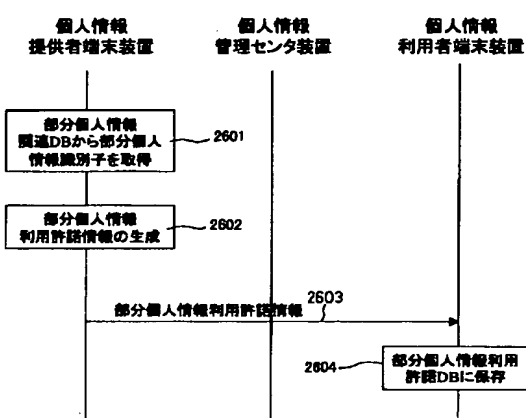 個人情報
提供者端末装置
個人情報
管理センタ装置
個人情報
利用者端末装置
部分個人情報
関連DBから部分個人
情報識別子を取得
2601
部分個人情報
利用許諾情報の生成
2602
2603
部分個人情報利用許諾情報
2604
部分個人情報利用
許諾DBに保存